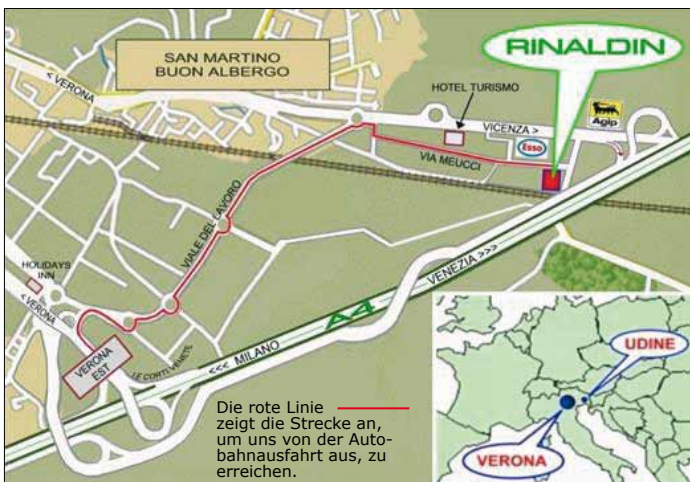 SAN MARTINO
BUON ALBERGO
RINALDIN
< VERONA
HOTEL TURISMO
VICENZA >
Agip
Esso
VIA MEUCCI
VIALE DEL LAVORO
HOLIDAYS
INN
< VERONA
VERONA
EST
LE CORTI VENETE
<<< MILANO
A4
VENEZIA >>>
UDINE
VERONA
Die rote Linie
zeigt die Strecke an,
um uns von der Auto-
bahnausfahrt aus, zu
erreichen.